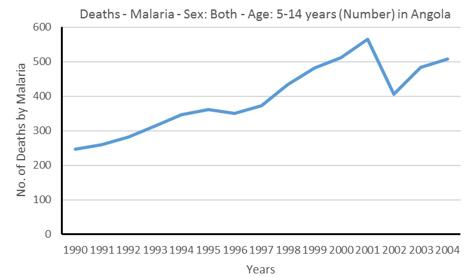 Deaths - Malaria - Sex: Both - Age: 5-14 years (Number) in Angola
600
500
400
300
200
100
0
No. of Deaths by Malaria
1990 1991 1992 1993 1994 1995 1996 1997 1998 1999 2000 2001 2002 2003 2004
Years